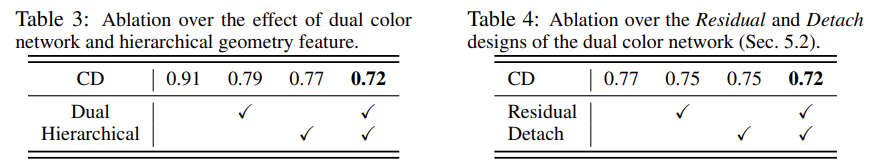 Table 3: Ablation over the effect of dual color
network and hierarchical geometry feature.
CD 0.91 0.79 0.77 0.72
Dual ✓ ✓
Hierarchical ✓ ✓
Table 4: Ablation over the Residual and Detach
designs of the dual color network (Sec. 5.2).
CD 0.77 0.75 0.75 0.72
Residual ✓ ✓
Detach ✓ ✓